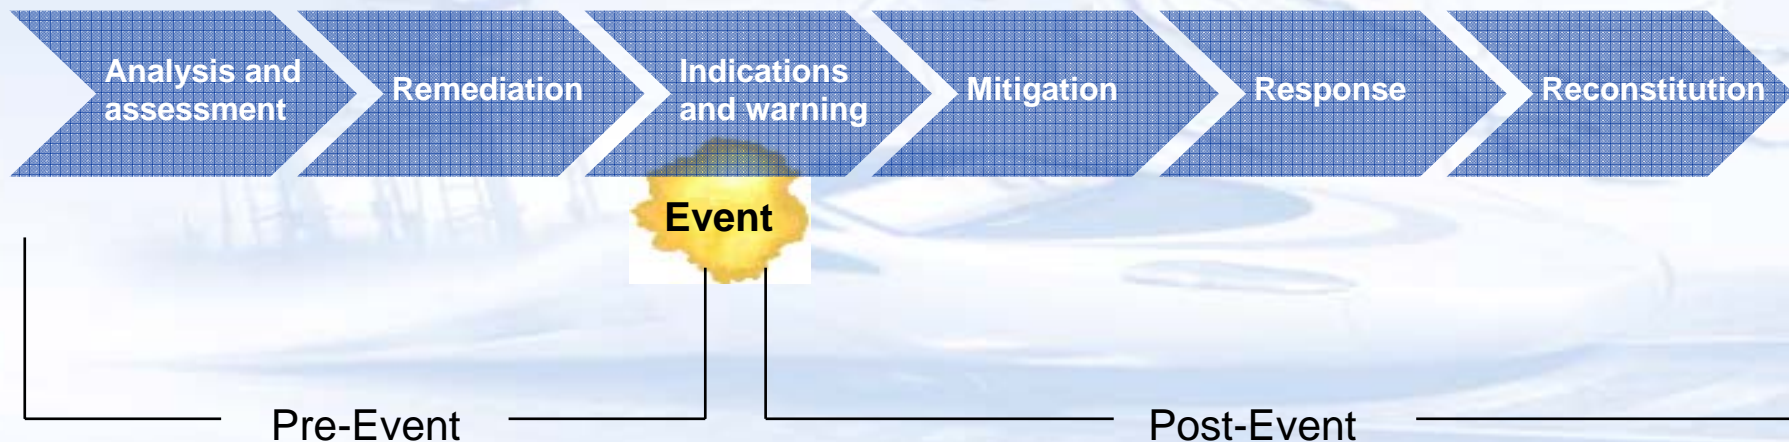 Analysis and
assessment
Remediation
Indications
and warning
Mitigation
Response
Reconstitution
Event
Pre-Event
Post-Event